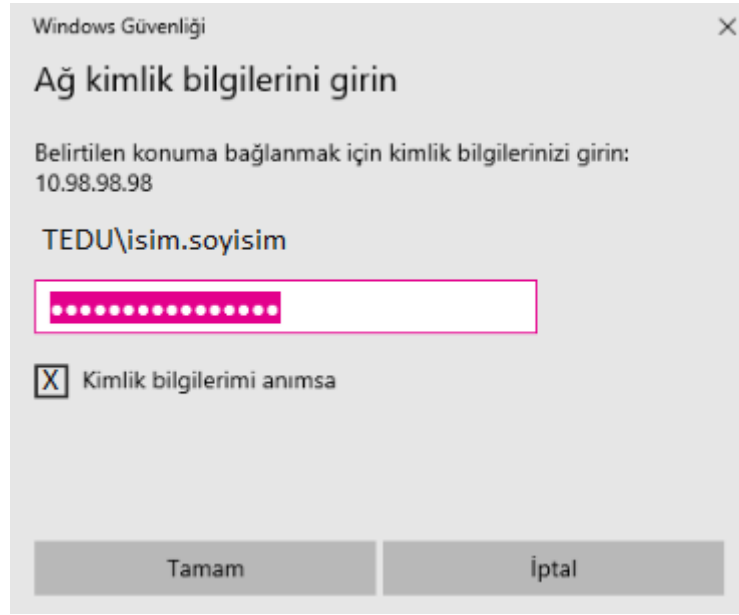 Windows Güvenliği
Ağ kimlik bilgilerini girin
Belirtilen konuma bağlanmak için kimlik bilgilerinizi girin:
10.98.98.98
TEDU\isim.soyisim
••••••••••••••••
X Kimlik bilgilerimi anımsa
Tamam İptal